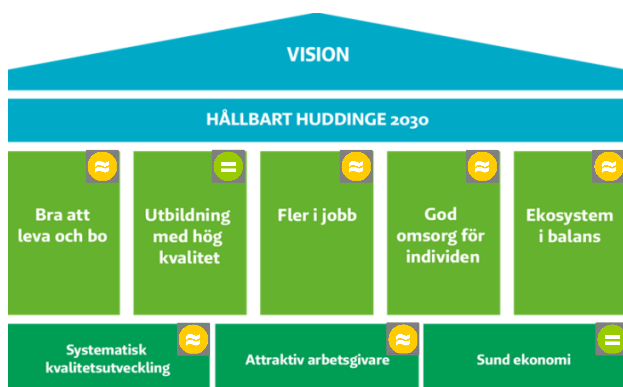 VISION
HÅLLBART HUDDINGE 2030
Bra att
leva och bo
Utbildning
med hög
kvalitet
Fler i jobb
God
omsorg för
individen
Ekosystem
i balans
Systematisk
kvalitetsutveckling
Attraktiv arbetsgivare
Sund ekonomi